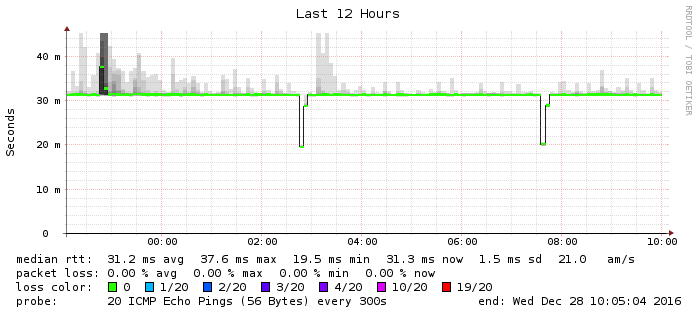 Last 12 Hours
RRDTOOL / TOBI OETIKER
Seconds
40 m
30 m
20 m
10 m
0
00:00 02:00 04:00 06:00 08:00 10:00
median rtt: 31.2 ms avg 37.6 ms max 19.5 ms min 31.3 ms now 1.5 ms sd 21.0 am/s
packet loss: 0.00 % avg 0.00 % max 0.00 % min 0.00 % now
loss color: 0 1/20 2/20 3/20 4/20 10/20 19/20
probe: 20 ICMP Echo Pings (56 Bytes) every 300s end: Wed Dec 28 10:05:04 2016